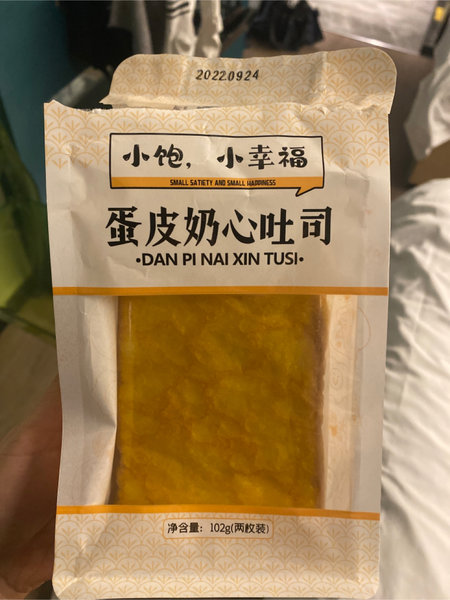 20220924
小饱，小幸福
SMALL SATIETY AND SMALL HAPPINESS
蛋皮奶心吐司
·DAN PI NAI XIN TUSI·
净含量：102g(两枚装)